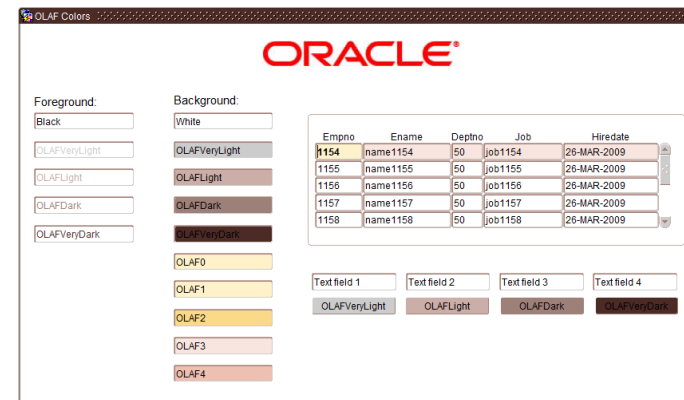 OLAF Colors
ORACLE®
Foreground:
Black
OLAFVeryLight
OLAFLight
OLAFDark
OLAFVeryDark
Background:
White
OLAFVeryLight
OLAFLight
OLAFDark
OLAFVeryDark
OLAF0
OLAF1
OLAF2
OLAF3
OLAF4
Empno Ename Deptno Job Hiredate
1154 name1154 50 job1154 26-MAR-2009
1155 name1155 50 job1155 26-MAR-2009
1156 name1156 50 job1156 26-MAR-2009
1157 name1157 50 job1157 26-MAR-2009
1158 name1158 50 job1158 26-MAR-2009
Text field 1 Text field 2 Text field 3 Text field 4
OLAFVeryLight OLAFLight OLAFDark OLAFVeryDark